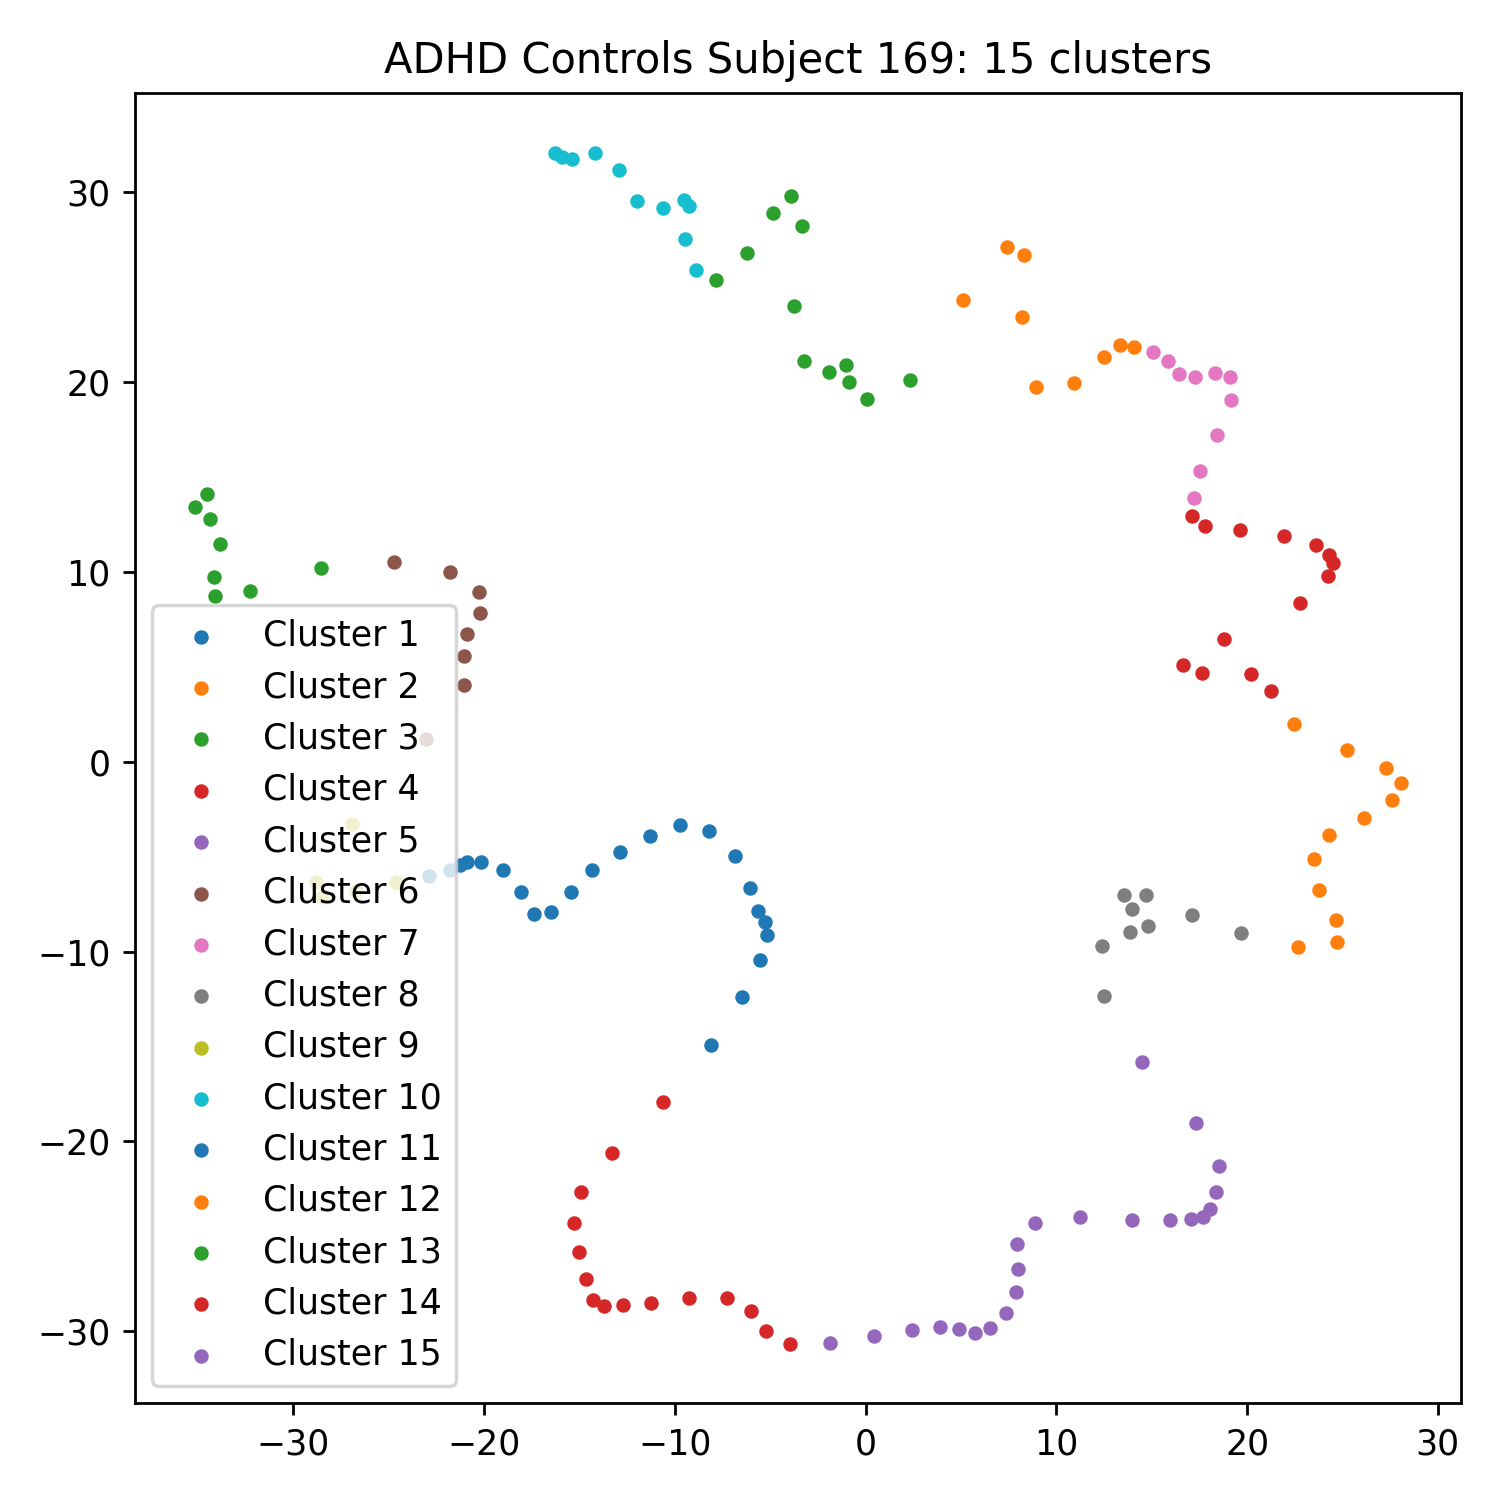 ADHD Controls Subject 169: 15 clusters
30
20
10
0
−10
−20
−30
Cluster 1
Cluster 2
Cluster 3
Cluster 4
Cluster 5
Cluster 6
Cluster 7
Cluster 8
Cluster 9
Cluster 10
Cluster 11
Cluster 12
Cluster 13
Cluster 14
Cluster 15
−30 −20 −10 0 10 20 30